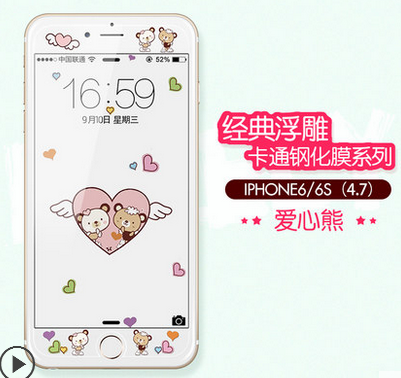 中国联通
52%
16:59
9月10日 星期三
经典浮雕
卡通钢化膜系列
IPHONE6/6S（4.7）
爱心熊